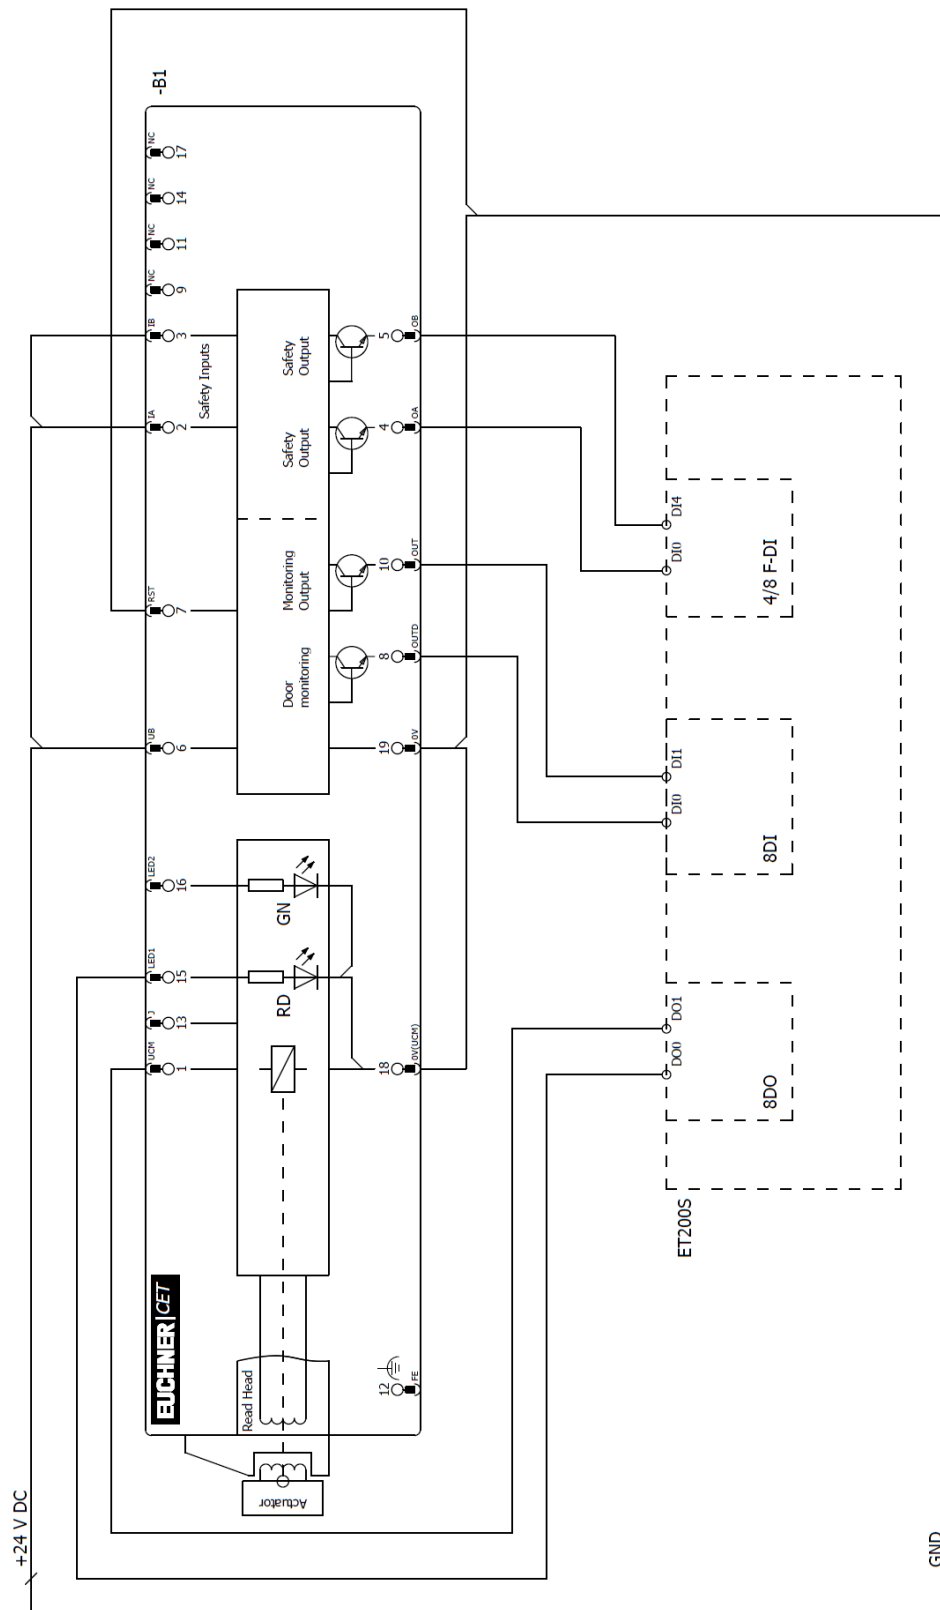 -B1
NC
17
NC
14
NC
11
NC
9
IB
3
Safety Inputs
IA
2
RST
7
UB
6
LED2
16
LED1
15
J
13
UCM
1
Safety
Output
5
OB
Safety
Output
4
OA
Monitoring
Output
10
OUT
Door
monitoring
8
OUTD
19
0V
GN
RD
18
0V(UCM)
12
FE
EUCHNER|CET
Read Head
Actuator
+24 V DC
GND
DI4
DI0
4/8 F-DI
DI1
DI0
8DI
DO1
DO0
8DO
ET200S